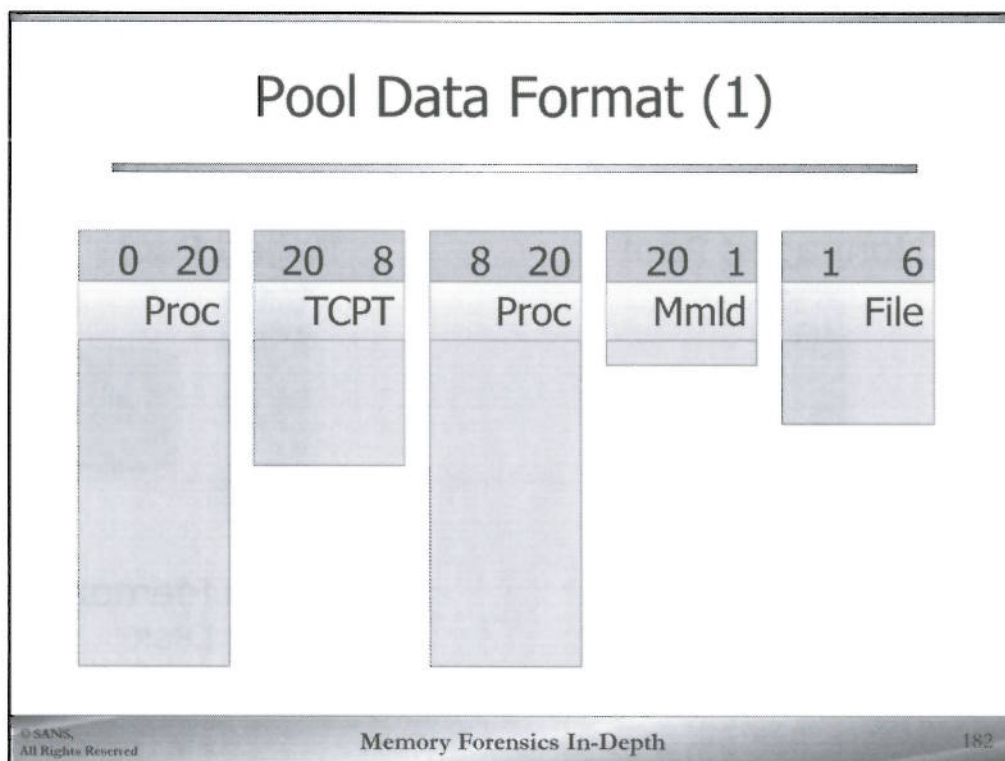 Pool Data Format (1)
0 20 20 8 8 20 20 1 1 6
Proc TCPT Proc Mmld File
© SANS,
All Rights Reserved
Memory Forensics In-Depth
182